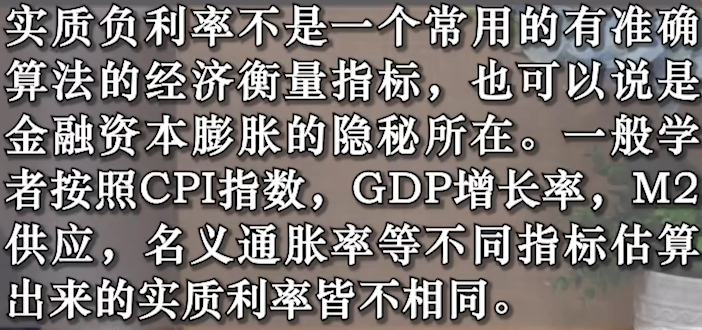 实质负利率不是一个常用的有准确
算法的经济衡量指标，也可以说是
金融资本膨胀的隐秘所在。一般学
者按照CPI指数，GDP增长率，M2
供应，名义通胀率等不同指标估算
出来的实质利率皆不相同。